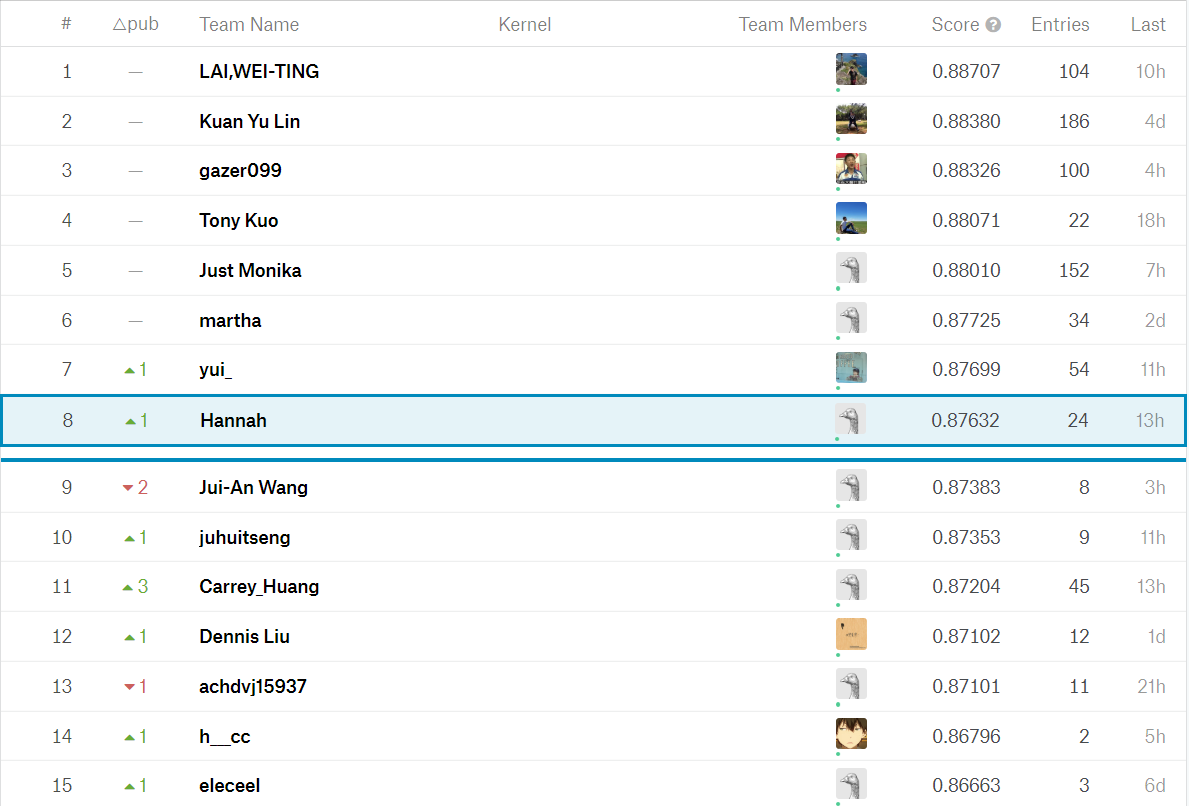 # △pub Team Name Kernel Team Members Score ? Entries Last
1 — LAI,WEI-TING 0.88707 104 10h
2 — Kuan Yu Lin 0.88380 186 4d
3 — gazer099 0.88326 100 4h
4 — Tony Kuo 0.88071 22 18h
5 — Just Monika 0.88010 152 7h
6 — martha 0.87725 34 2d
7 ▲1 yui_ 0.87699 54 11h
8 ▲1 Hannah 0.87632 24 13h
9 ▼2 Jui-An Wang 0.87383 8 3h
10 ▲1 juhuitseng 0.87353 9 11h
11 ▲3 Carrey_Huang 0.87204 45 13h
12 ▲1 Dennis Liu 0.87102 12 1d
13 ▼1 achdvj15937 0.87101 11 21h
14 ▲1 h__cc 0.86796 2 5h
15 ▲1 eleceel 0.86663 3 6d